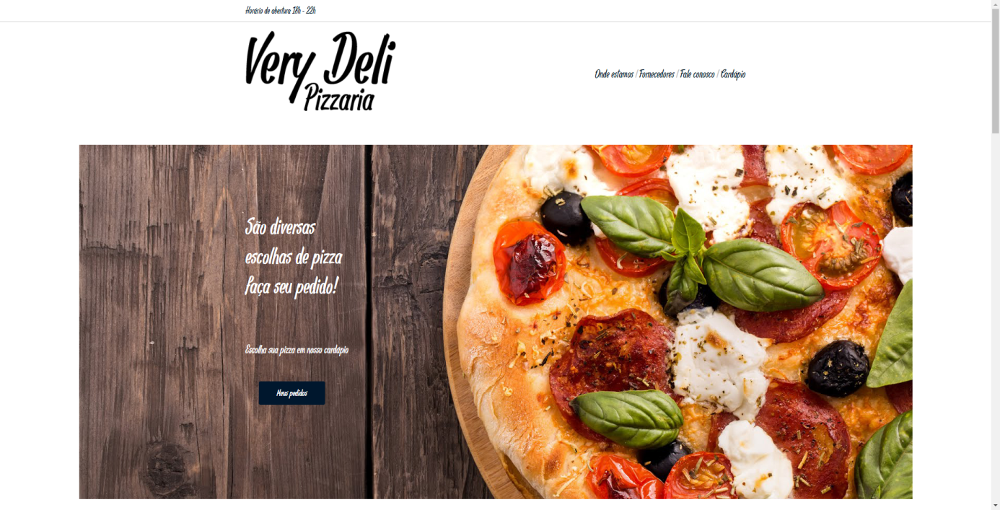 Horário de abertura 18h - 22h
Very Deli
Pizzaria
Onde estamos / Fornecedores / Fale conosco / Cardápio
São diversas
escolhas de pizza
faça seu pedido!
Escolha sua pizza em nosso cardápio
Meus pedidos